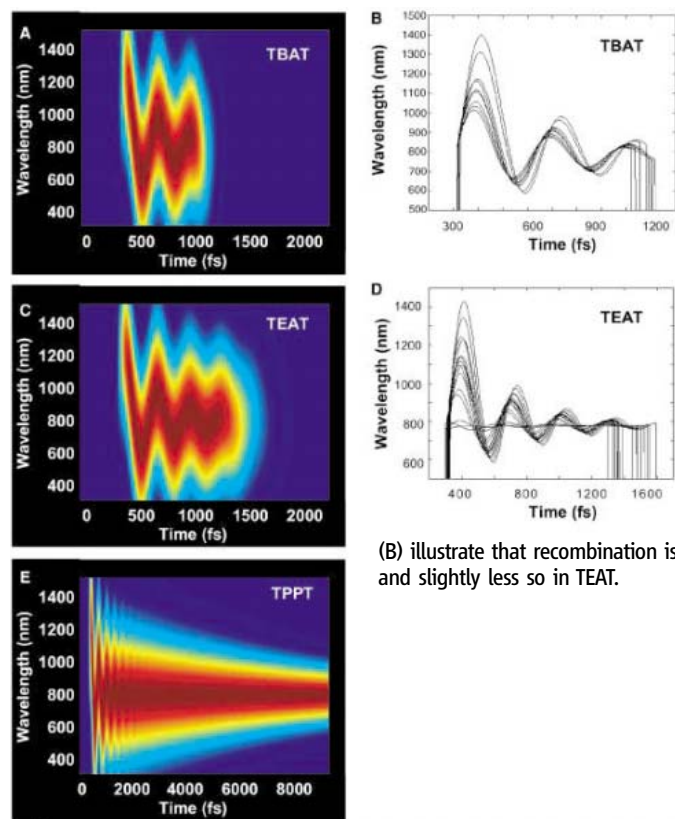 A
TBAT
Wavelength (nm)
1400
1200
1000
800
600
400
0 500 1000 1500 2000
Time (fs)
B
TBAT
Wavelength (nm)
1500
1400
1300
1200
1100
1000
900
800
700
600
500
300 600 900 1200
Time (fs)
C
TEAT
Wavelength (nm)
1400
1200
1000
800
600
400
0 500 1000 1500 2000
Time (fs)
D
TEAT
Wavelength (nm)
1400
1200
1000
800
600
400 800 1200 1600
Time (fs)
(B) illustrate that recombination is
and slightly less so in TEAT.
E
TPPT
Wavelength (nm)
1400
1200
1000
800
600
400
0 2000 4000 6000 8000
Time (fs)